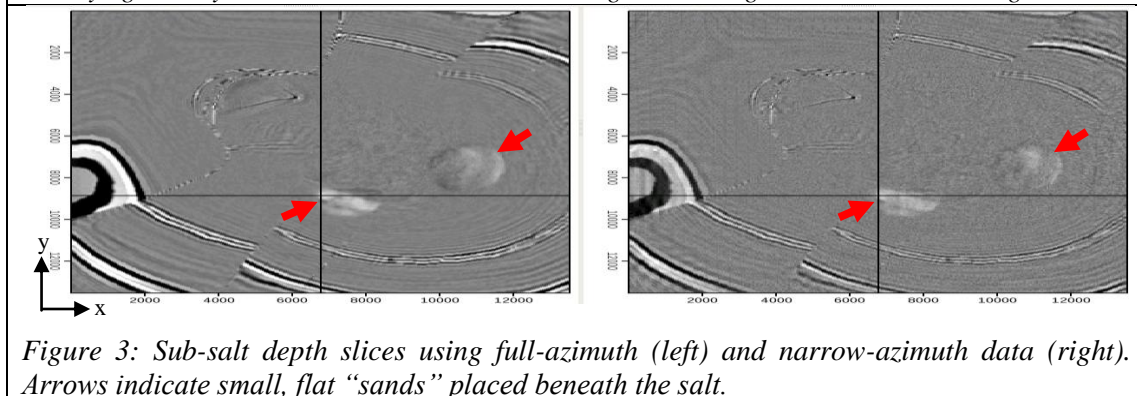 2000
4000
6000
8000
10000
12000
y
x
2000 4000 6000 8000 10000 12000
2000
4000
6000
8000
10000
12000
2000 4000 6000 8000 10000 12000
Figure 3: Sub-salt depth slices using full-azimuth (left) and narrow-azimuth data (right).
Arrows indicate small, flat “sands” placed beneath the salt.